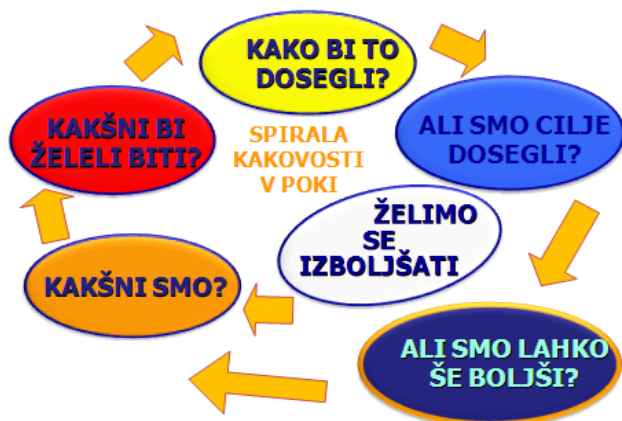 KAKO BI TO
DOSEGLI?
KAKŠNI BI
ŽELELI BITI?
SPIRALA
KAKOVOSTI
V POKI
ALI SMO CILJE
DOSEGLI?
ŽELIMO
SE
IZBOLJŠATI
KAKŠNI SMO?
ALI SMO LAHKO
ŠE BOLJŠI?